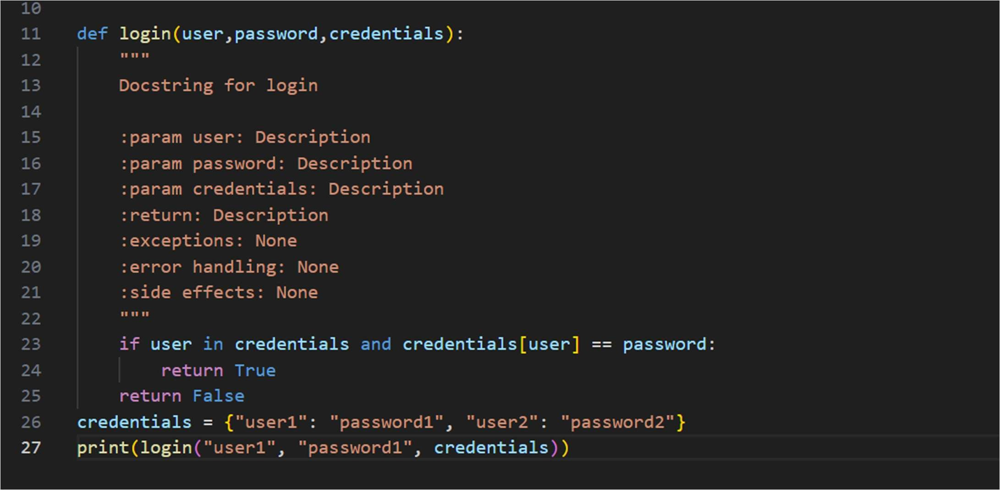 10
11 def login(user,password,credentials):
12     """
13     Docstring for login
14
15     :param user: Description
16     :param password: Description
17     :param credentials: Description
18     :return: Description
19     :exceptions: None
20     :error handling: None
21     :side effects: None
22     """
23     if user in credentials and credentials[user] == password:
24         return True
25     return False
26 credentials = {"user1": "password1", "user2": "password2"}
27 print(login("user1", "password1", credentials))